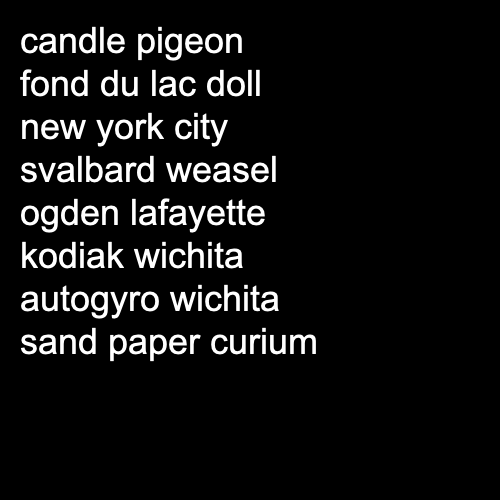 candle pigeon
fond du lac doll
new york city
svalbard weasel
ogden lafayette
kodiak wichita
autogyro wichita
sand paper curium